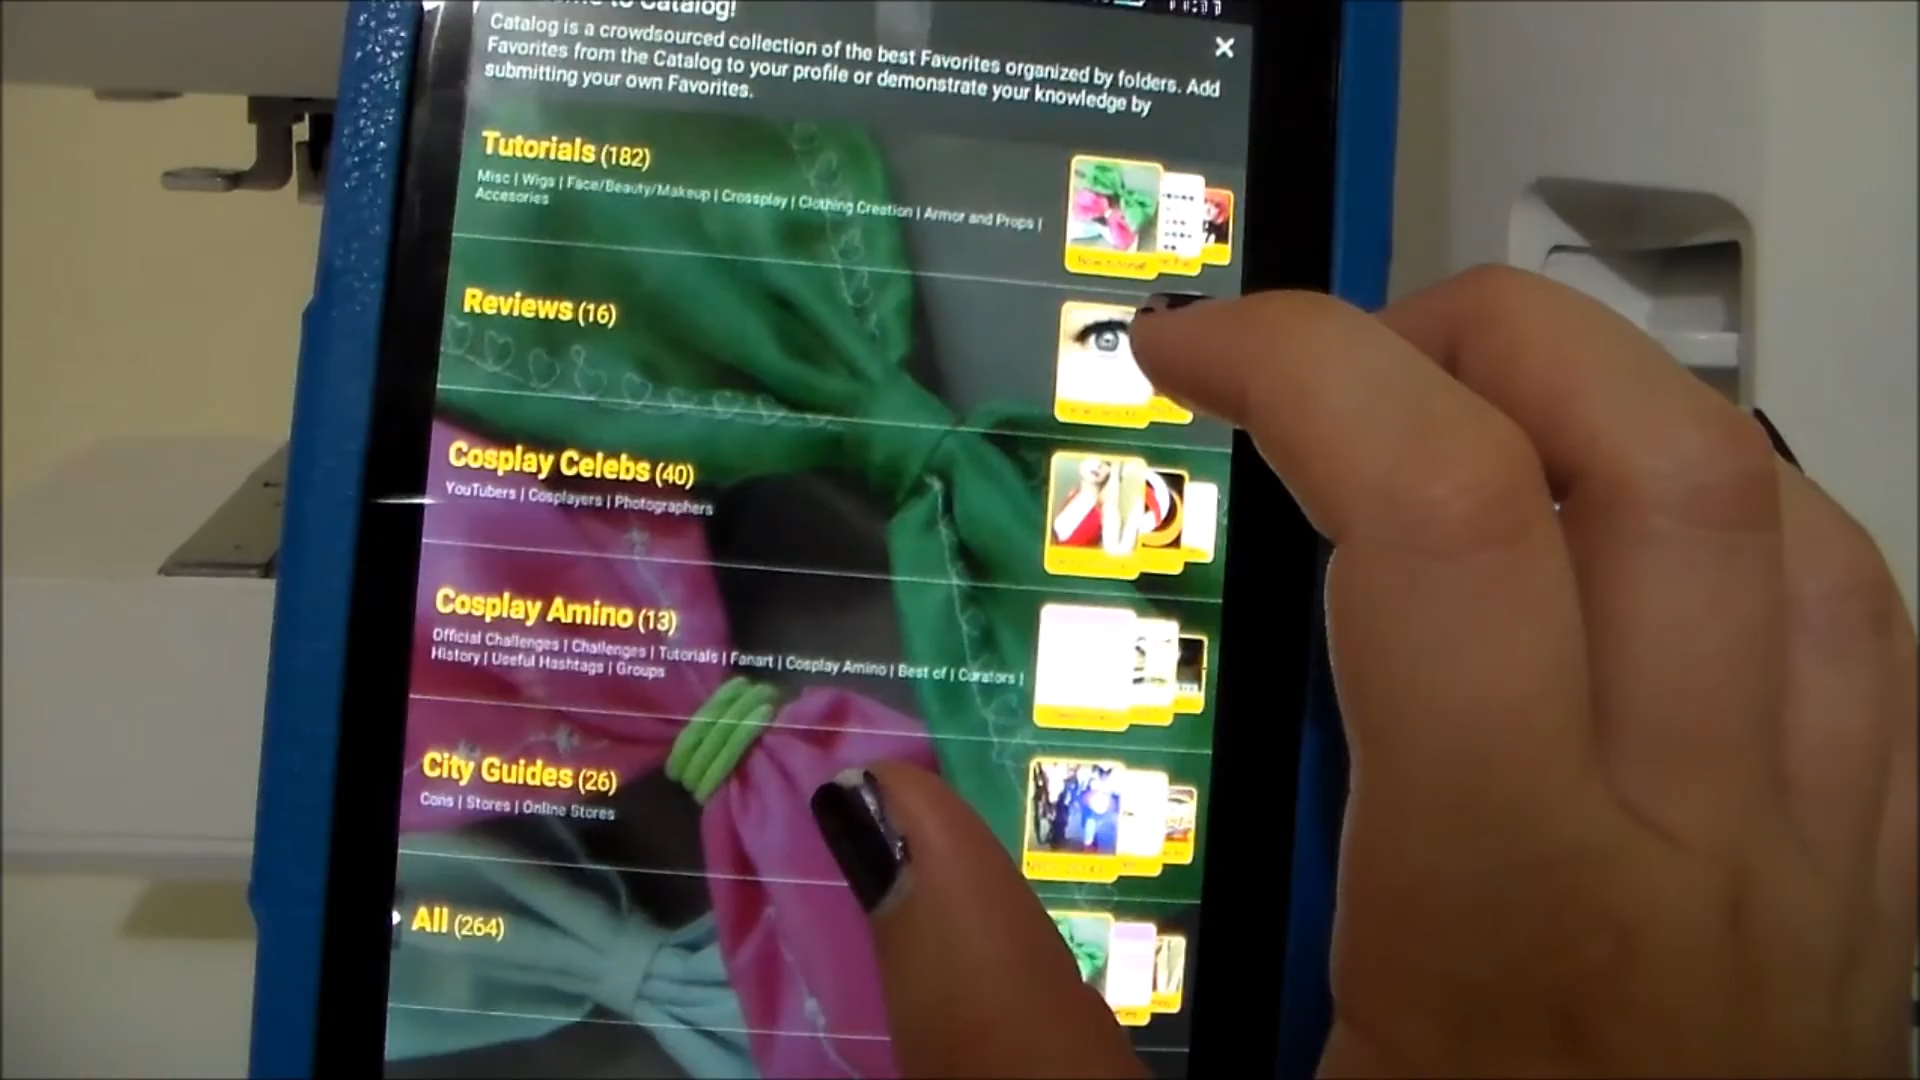 to Catalog!
11:11
Catalog is a crowdsourced collection of the best Favorites organized by folders. Add
Favorites from the Catalog to your profile or demonstrate your knowledge by
submitting your own Favorites.
Tutorials (182)
Misc | Wigs | Face/Beauty/Makeup | Crossplay | Clothing Creation | Armor and Props |
Accesories
Reviews (16)
Cosplay Celebs (40)
YouTubers | Cosplayers | Photographers
Cosplay Amino (13)
Official Challenges | Challenges | Tutorials | Fanart | Cosplay Amino | Best of | Curators |
History | Useful Hashtags | Groups
City Guides (26)
Cons | Stores | Online Stores
All (264)